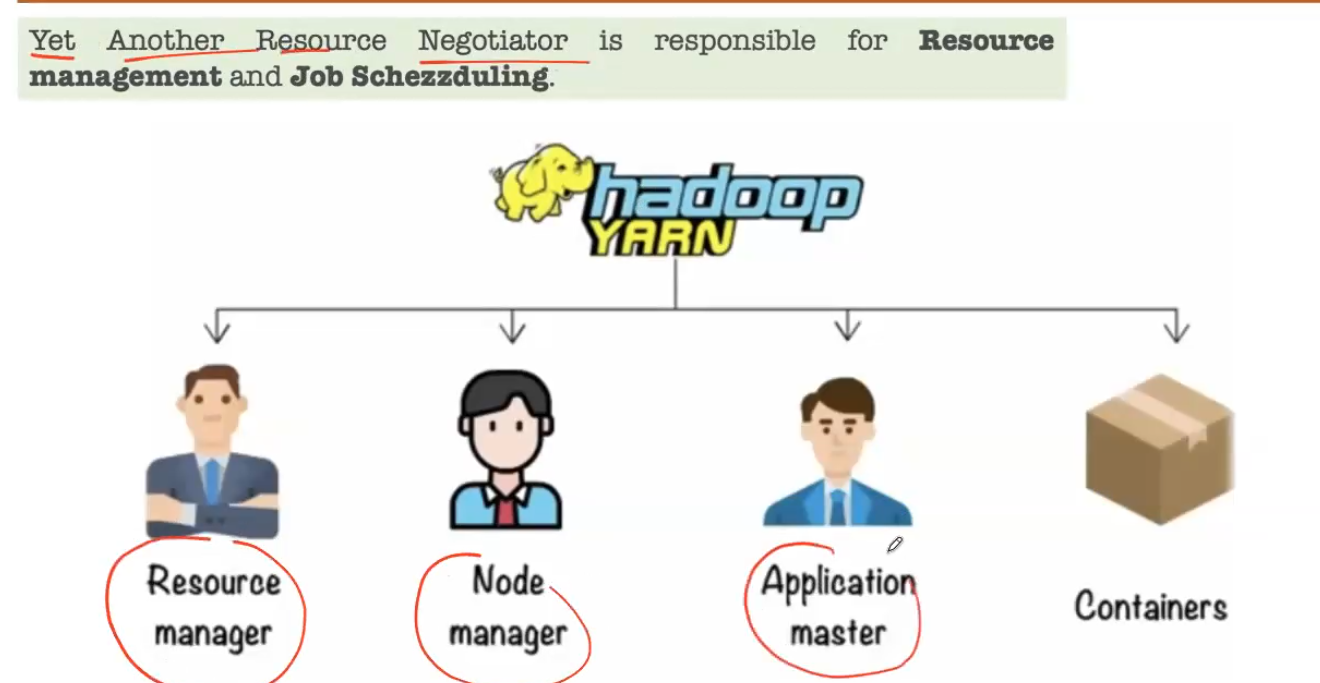 Yet Another Resource Negotiator is responsible for Resource
management and Job Schezzduling.
hadoop
YARN
Resource
manager
Node
manager
Application
master
Containers